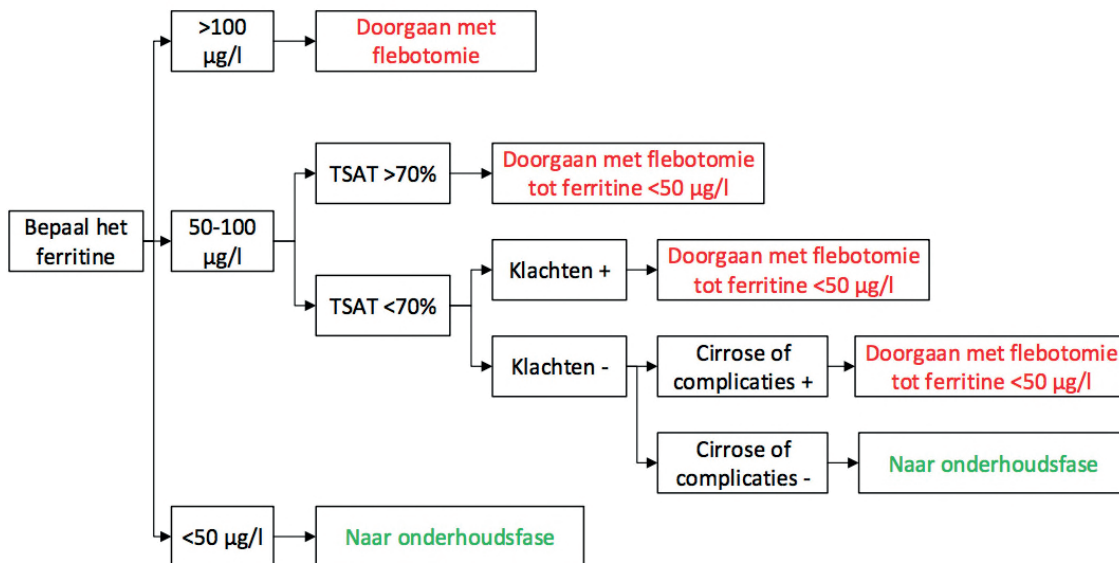 >100
µg/l
Doorgaan met
flebotomie
TSAT >70%
Doorgaan met flebotomie
tot ferritine <50 µg/l
Bepaal het
ferritine
50-100
µg/l
Klachten +
Doorgaan met flebotomie
tot ferritine <50 µg/l
TSAT <70%
Klachten -
Cirrose of
complicaties +
Doorgaan met flebotomie
tot ferritine <50 µg/l
Cirrose of
complicaties -
Naar onderhoudsfase
<50 µg/l
Naar onderhoudsfase